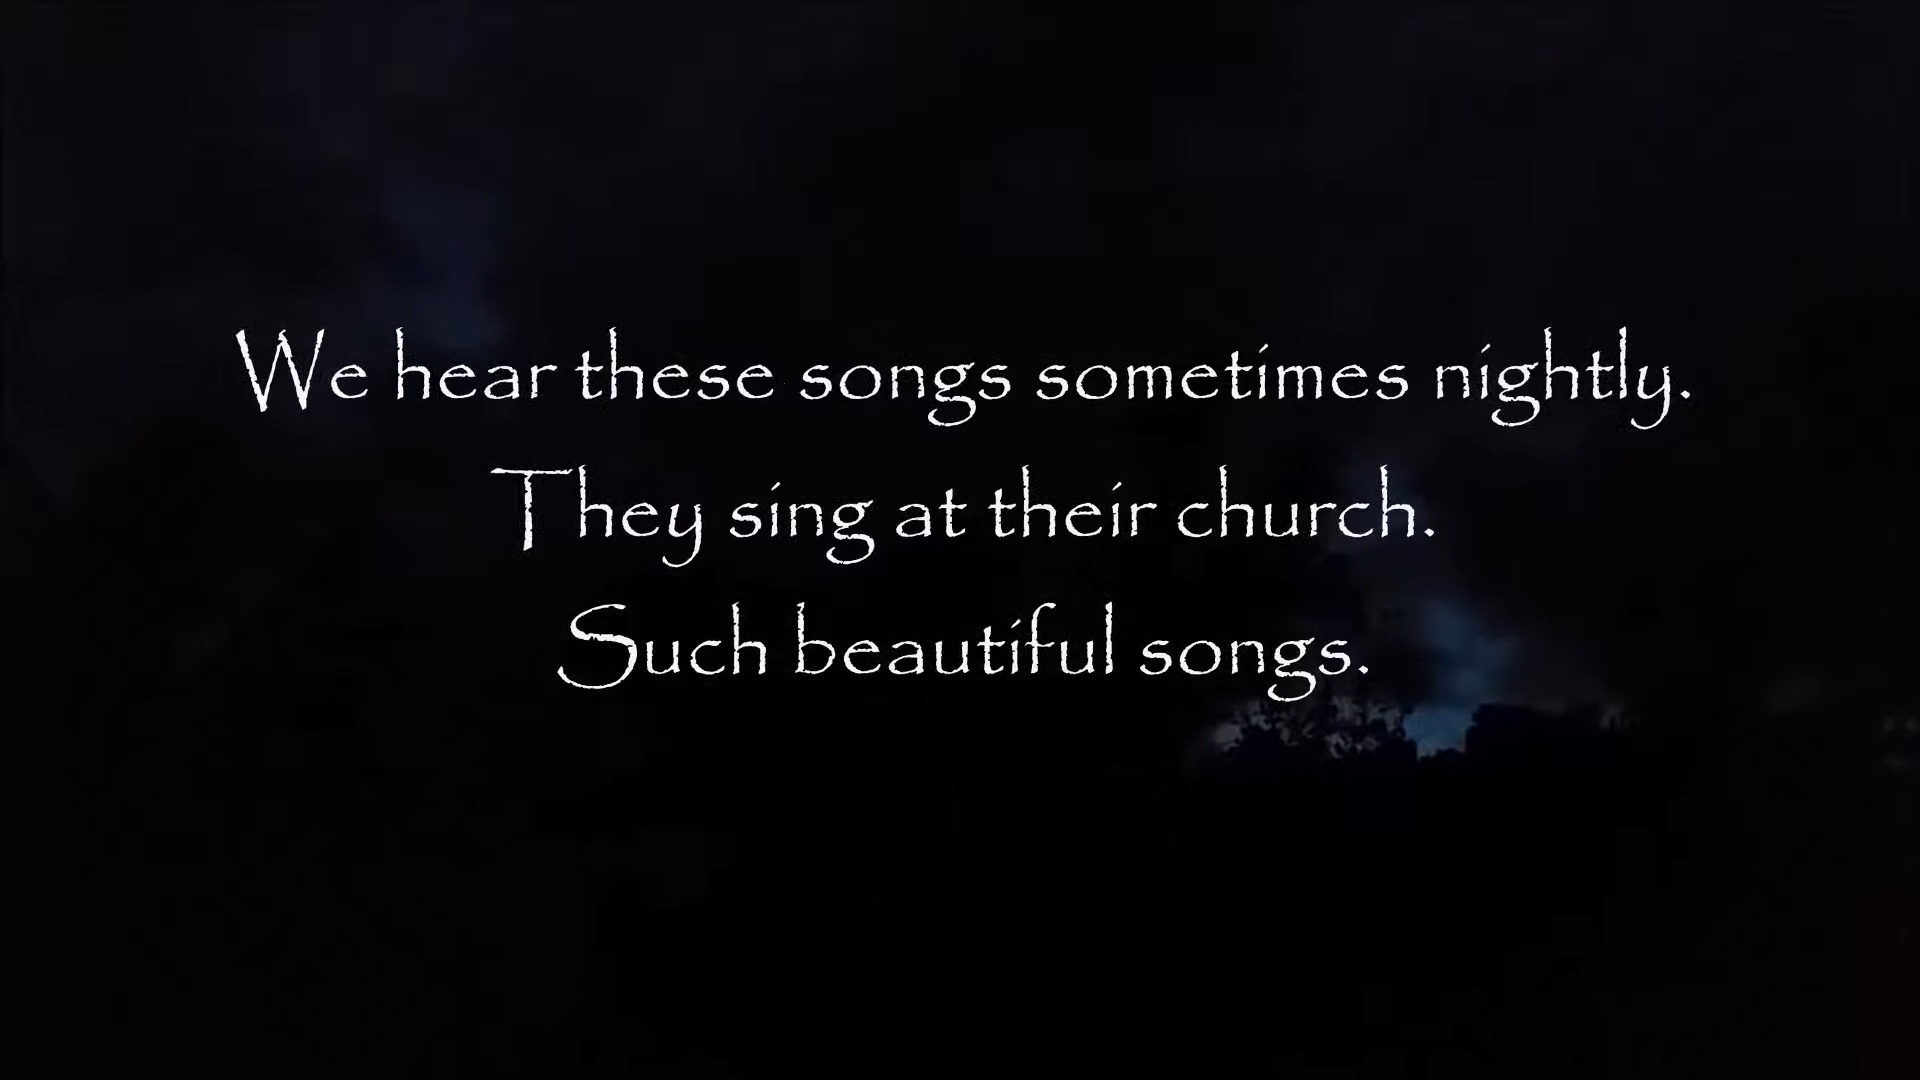 We hear these songs sometimes nightly.
They sing at their church.
Such beautiful songs.